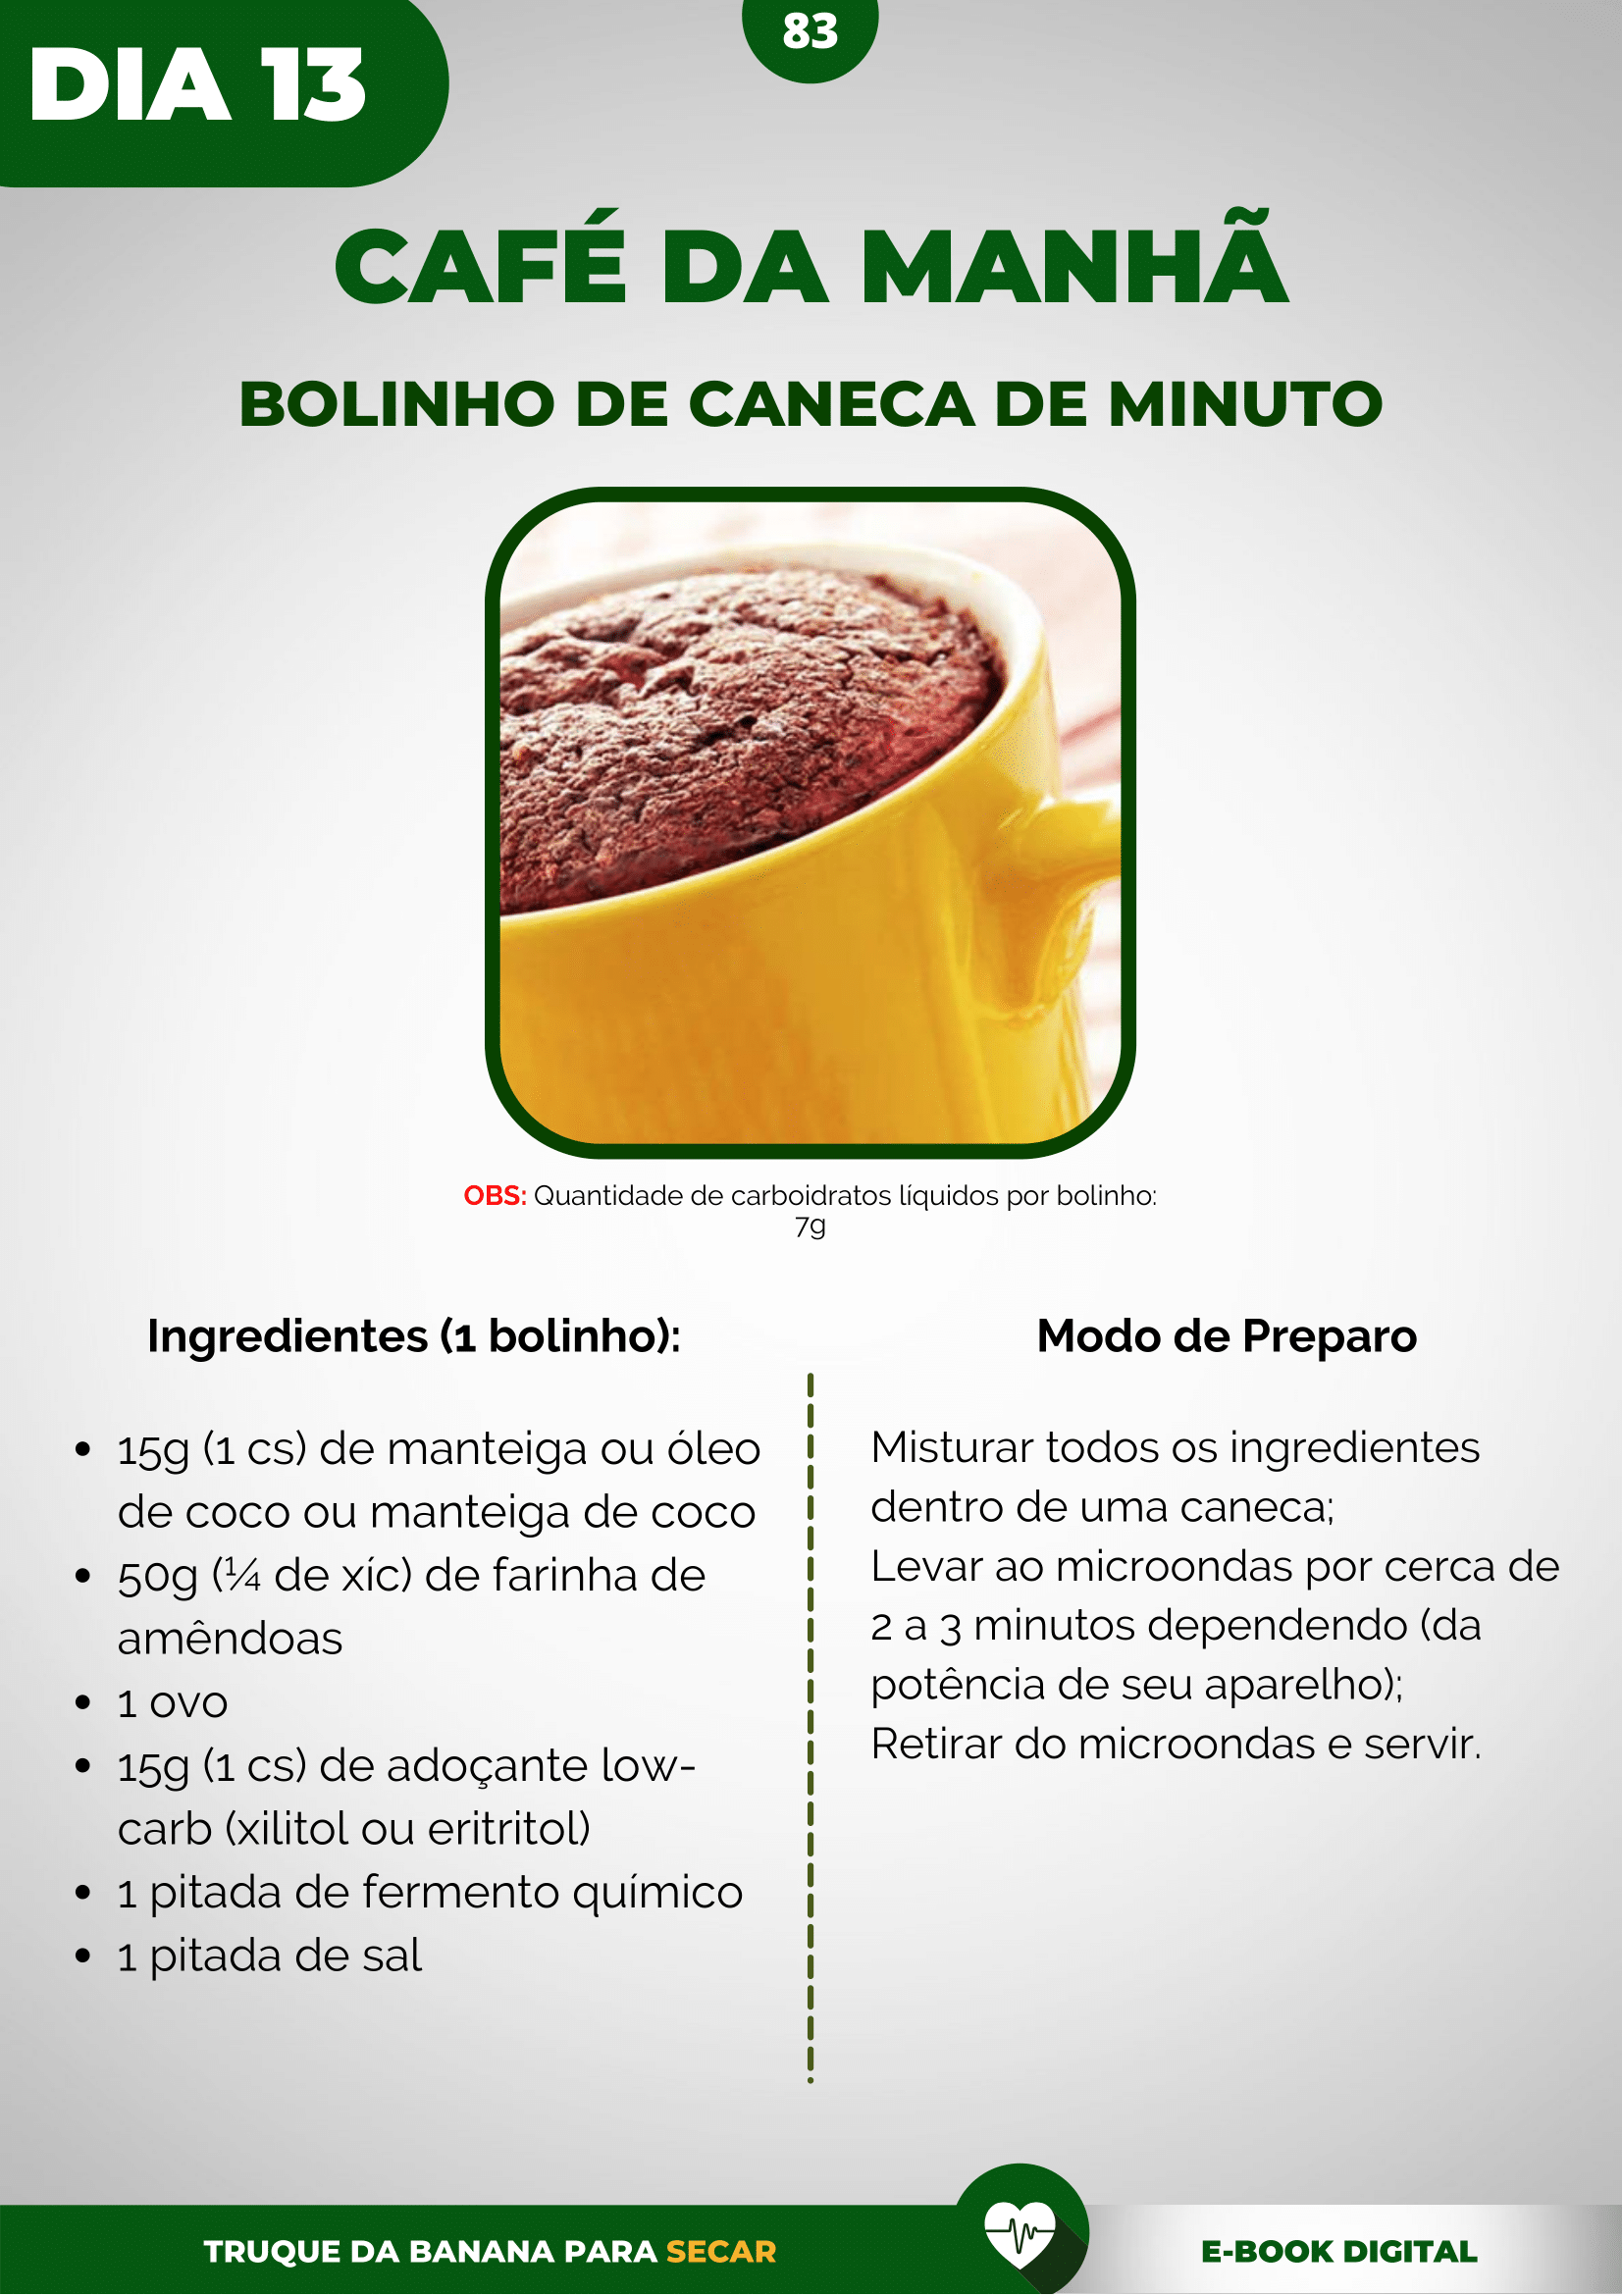 DIA 13
83
CAFÉ DA MANHÃ
BOLINHO DE CANECA DE MINUTO
OBS: Quantidade de carboidratos líquidos por bolinho:
7g
Ingredientes (1 bolinho):
• 15g (1 cs) de manteiga ou óleo
de coco ou manteiga de coco
• 50g (¼ de xíc) de farinha de
amêndoas
• 1 ovo
• 15g (1 cs) de adoçante low-
carb (xilitol ou eritritol)
• 1 pitada de fermento químico
• 1 pitada de sal
Modo de Preparo
Misturar todos os ingredientes
dentro de uma caneca;
Levar ao microondas por cerca de
2 a 3 minutos dependendo (da
potência de seu aparelho);
Retirar do microondas e servir.
TRUQUE DA BANANA PARA SECAR
E-BOOK DIGITAL